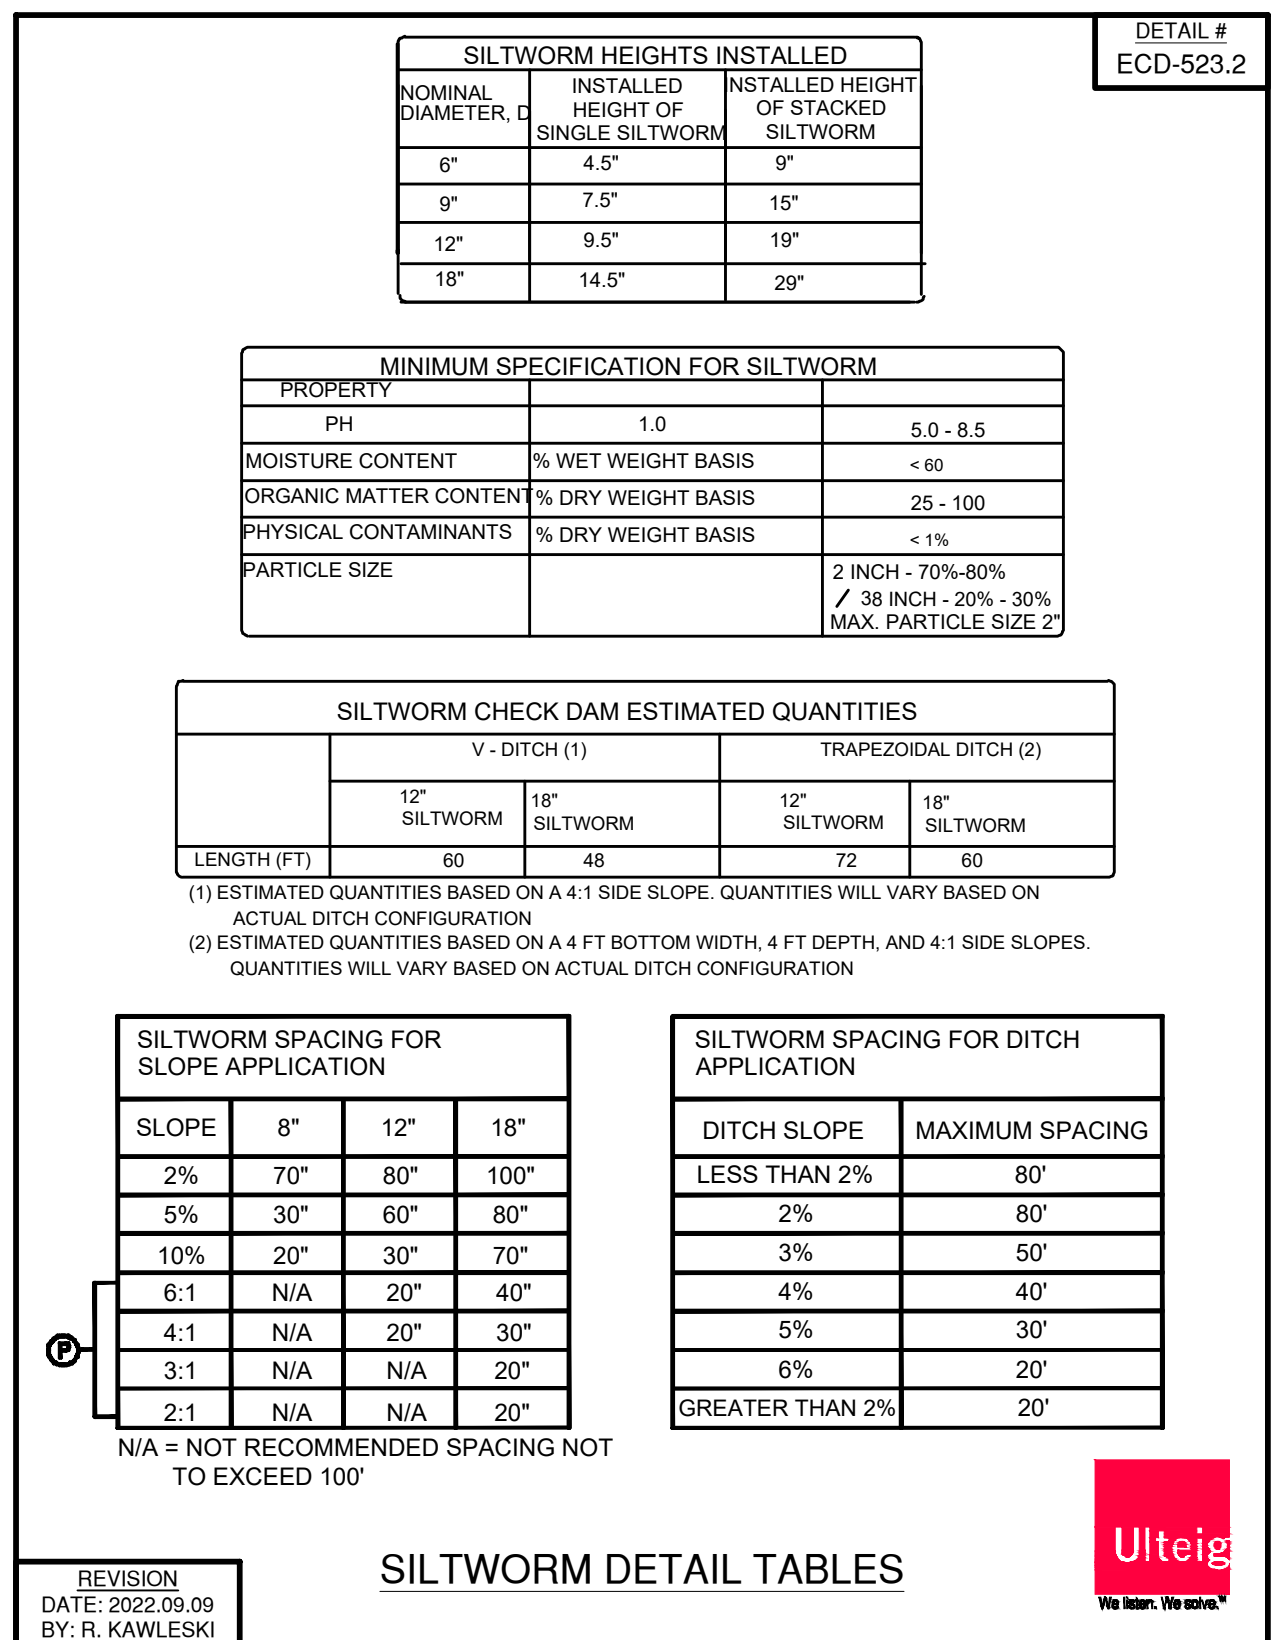 DETAIL #
ECD-523.2
SILTWORM HEIGHTS INSTALLED
NOMINAL DIAMETER, D
INSTALLED HEIGHT OF SINGLE SILTWORM
INSTALLED HEIGHT OF STACKED SILTWORM
6" 4.5" 9"
9" 7.5" 15"
12" 9.5" 19"
18" 14.5" 29"
MINIMUM SPECIFICATION FOR SILTWORM
PROPERTY
PH 1.0 5.0 - 8.5
MOISTURE CONTENT % WET WEIGHT BASIS < 60
ORGANIC MATTER CONTENT % DRY WEIGHT BASIS 25 - 100
PHYSICAL CONTAMINANTS % DRY WEIGHT BASIS < 1%
PARTICLE SIZE 2 INCH - 70%-80%
/ 38 INCH - 20% - 30%
MAX. PARTICLE SIZE 2"
SILTWORM CHECK DAM ESTIMATED QUANTITIES
V - DITCH (1) TRAPEZOIDAL DITCH (2)
12" SILTWORM 18" SILTWORM 12" SILTWORM 18" SILTWORM
LENGTH (FT) 60 48 72 60
(1) ESTIMATED QUANTITIES BASED ON A 4:1 SIDE SLOPE. QUANTITIES WILL VARY BASED ON
ACTUAL DITCH CONFIGURATION
(2) ESTIMATED QUANTITIES BASED ON A 4 FT BOTTOM WIDTH, 4 FT DEPTH, AND 4:1 SIDE SLOPES.
QUANTITIES WILL VARY BASED ON ACTUAL DITCH CONFIGURATION
SILTWORM SPACING FOR
SLOPE APPLICATION
SLOPE 8" 12" 18"
2% 70" 80" 100"
5% 30" 60" 80"
10% 20" 30" 70"
6:1 N/A 20" 40"
4:1 N/A 20" 30"
3:1 N/A N/A 20"
2:1 N/A N/A 20"
P
N/A = NOT RECOMMENDED SPACING NOT
TO EXCEED 100'
SILTWORM SPACING FOR DITCH
APPLICATION
DITCH SLOPE MAXIMUM SPACING
LESS THAN 2% 80'
2% 80'
3% 50'
4% 40'
5% 30'
6% 20'
GREATER THAN 2% 20'
Ulteig
We listen. We solve.™
SILTWORM DETAIL TABLES
REVISION
DATE: 2022.09.09
BY: R. KAWLESKI